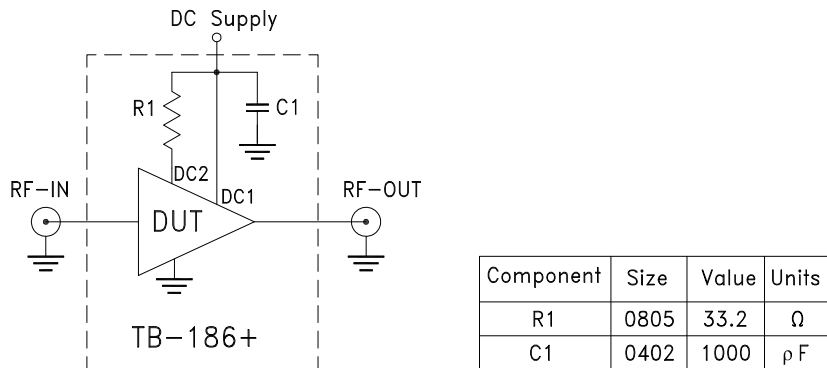 DC Supply
R1
C1
DC2
DC1
RF-IN
RF-OUT
DUT
TB-186+
Component Size Value Units
R1 0805 33.2 Ω
C1 0402 1000 ρF